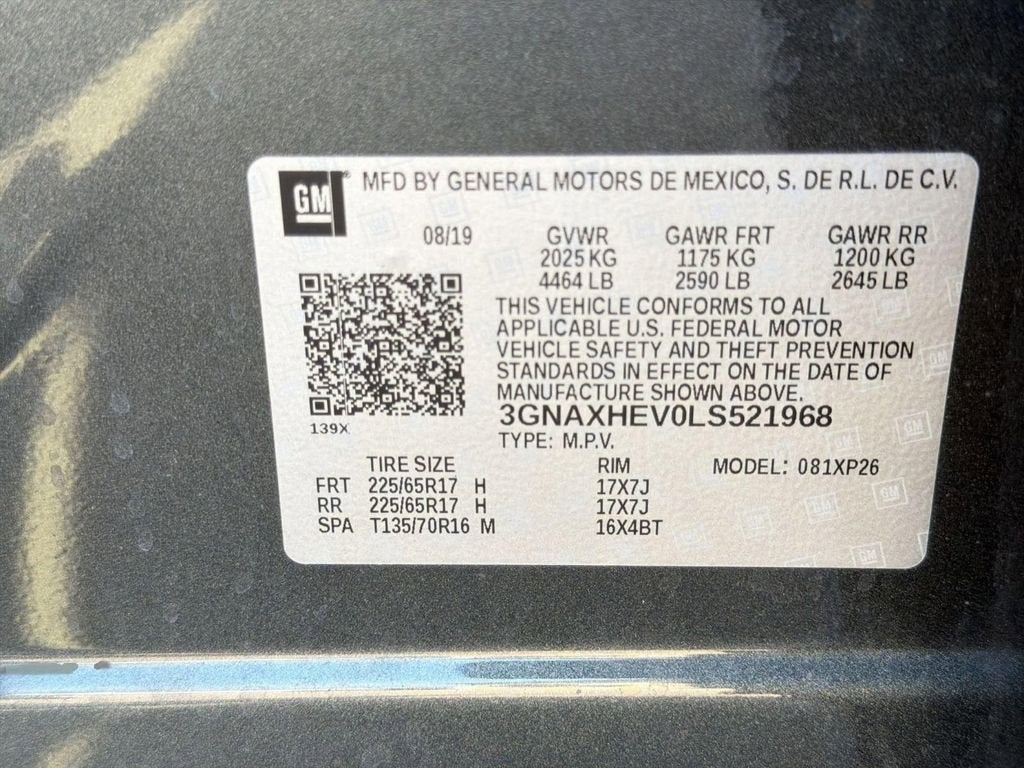 GM ® MFD BY GENERAL MOTORS DE MEXICO, S. DE R.L. DE C.V.
08/19 GVWR GAWR FRT GAWR RR
2025 KG 1175 KG 1200 KG
4464 LB 2590 LB 2645 LB
THIS VEHICLE CONFORMS TO ALL
APPLICABLE U.S. FEDERAL MOTOR
VEHICLE SAFETY AND THEFT PREVENTION
STANDARDS IN EFFECT ON THE DATE OF
MANUFACTURE SHOWN ABOVE.
139X 3GNAXHEV0LS521968
TYPE: M.P.V.
TIRE SIZE RIM MODEL: 081XP26
FRT 225/65R17 H 17X7J
RR 225/65R17 H 17X7J
SPA T135/70R16 M 16X4BT